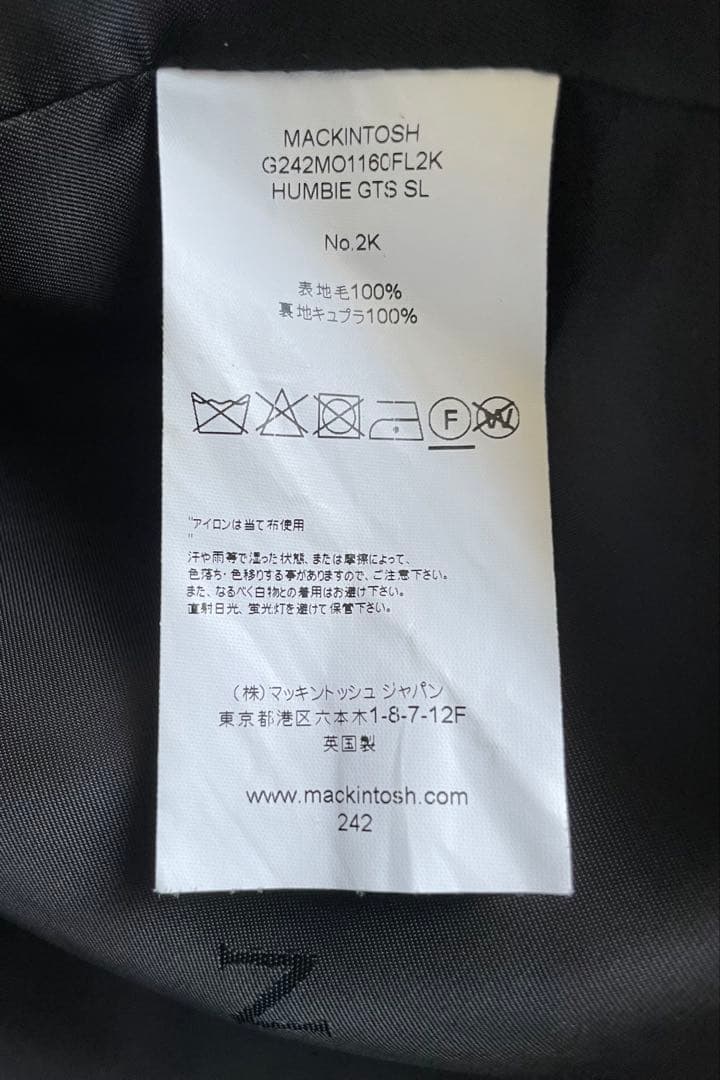 MACKINTOSH
G242MO1160FL2K
HUMBIE GTS SL
No.2K
表地毛100%
裏地キュプラ100%
F W
"アイロンは当て布使用
"
汗や雨等で湿った状態、または摩擦によって、
色落ち・色移りする事がありますので、ご注意下さい。
また、なるべく白物との着用はお避け下さい。
直射日光、蛍光灯を避けて保管下さい。
(株)マッキントッシュ ジャパン
東京都港区六本木1-8-7-12F
英国製
www.mackintosh.com
242